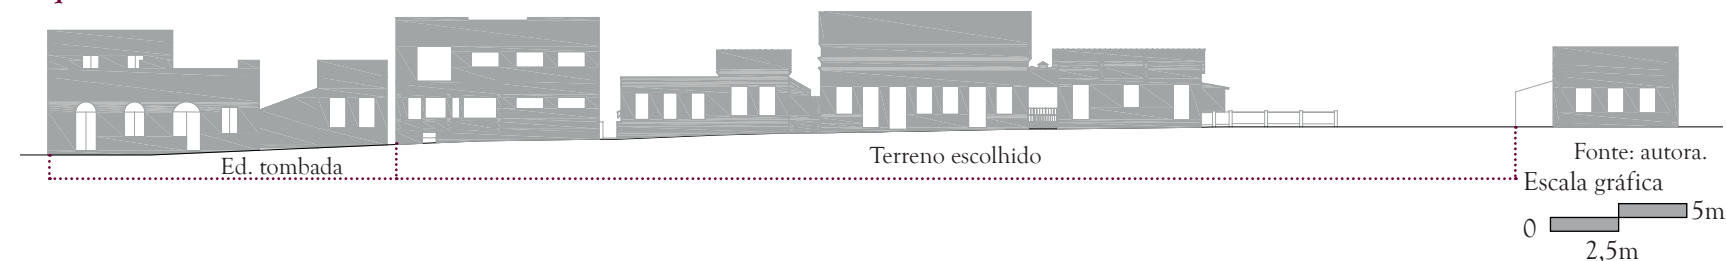 Ed. tombada
Terreno escolhido
Fonte: autora.
Escala gráfica
0
5m
2,5m